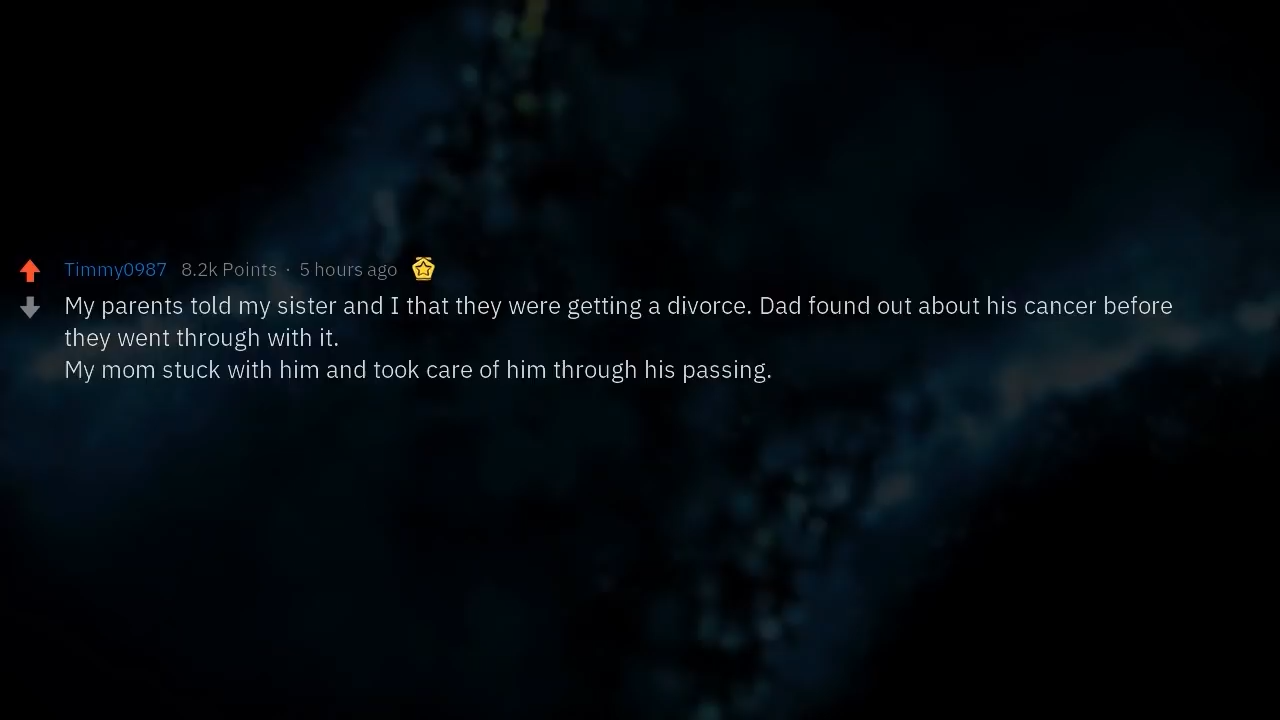 Timmy0987 8.2k Points · 5 hours ago
My parents told my sister and I that they were getting a divorce. Dad found out about his cancer before
they went through with it.
My mom stuck with him and took care of him through his passing.